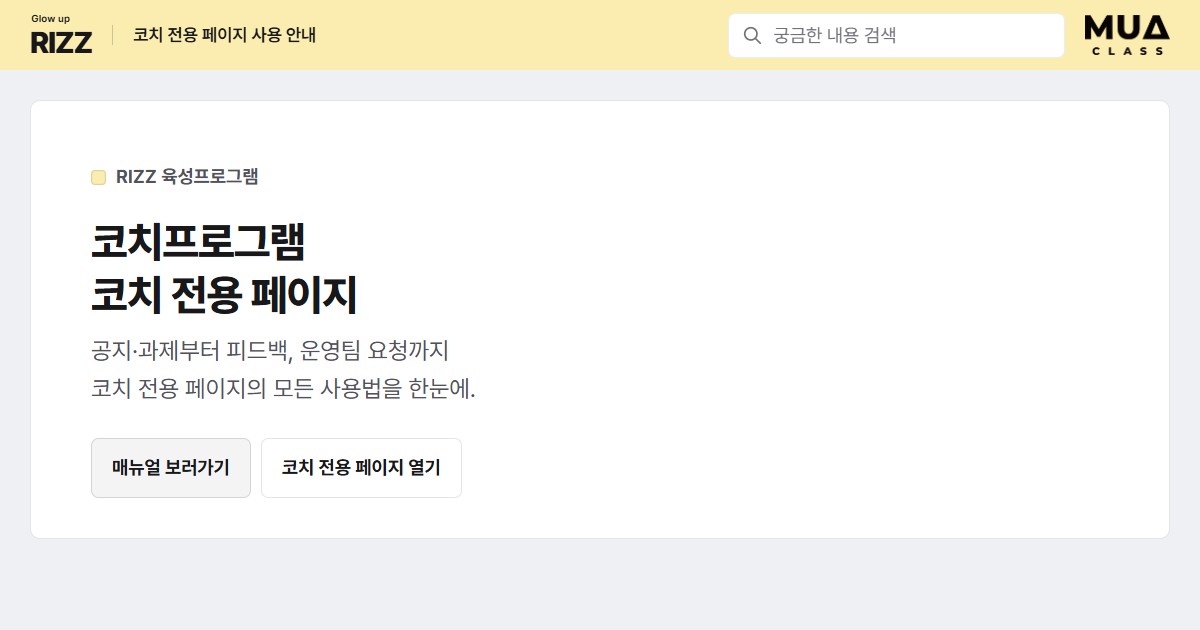 Glow up
RIZZ
코치 전용 페이지 사용 안내
궁금한 내용 검색
MUA
CLASS
RIZZ 육성프로그램
코치프로그램
코치 전용 페이지
공지·과제부터 피드백, 운영팀 요청까지
코치 전용 페이지의 모든 사용법을 한눈에.
매뉴얼 보러가기
코치 전용 페이지 열기